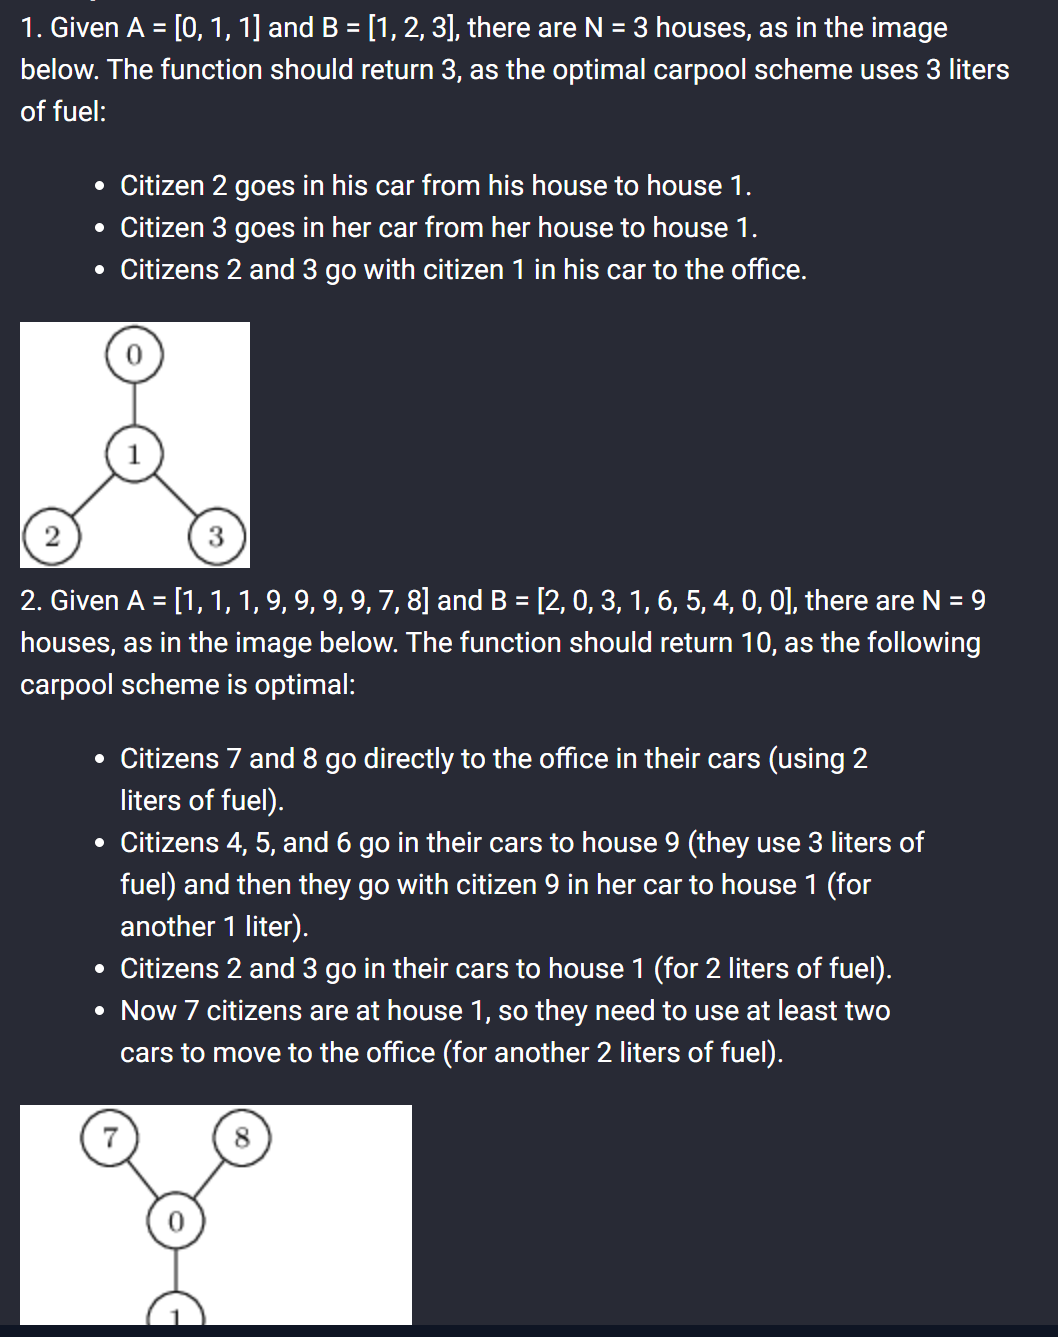 1. Given A = [0, 1, 1] and B = [1, 2, 3], there are N = 3 houses, as in the image
below. The function should return 3, as the optimal carpool scheme uses 3 liters
of fuel:
• Citizen 2 goes in his car from his house to house 1.
• Citizen 3 goes in her car from her house to house 1.
• Citizens 2 and 3 go with citizen 1 in his car to the office.
0
1
2 3
2. Given A = [1, 1, 1, 9, 9, 9, 9, 7, 8] and B = [2, 0, 3, 1, 6, 5, 4, 0, 0], there are N = 9
houses, as in the image below. The function should return 10, as the following
carpool scheme is optimal:
• Citizens 7 and 8 go directly to the office in their cars (using 2
liters of fuel).
• Citizens 4, 5, and 6 go in their cars to house 9 (they use 3 liters of
fuel) and then they go with citizen 9 in her car to house 1 (for
another 1 liter).
• Citizens 2 and 3 go in their cars to house 1 (for 2 liters of fuel).
• Now 7 citizens are at house 1, so they need to use at least two
cars to move to the office (for another 2 liters of fuel).
7 8
0
1